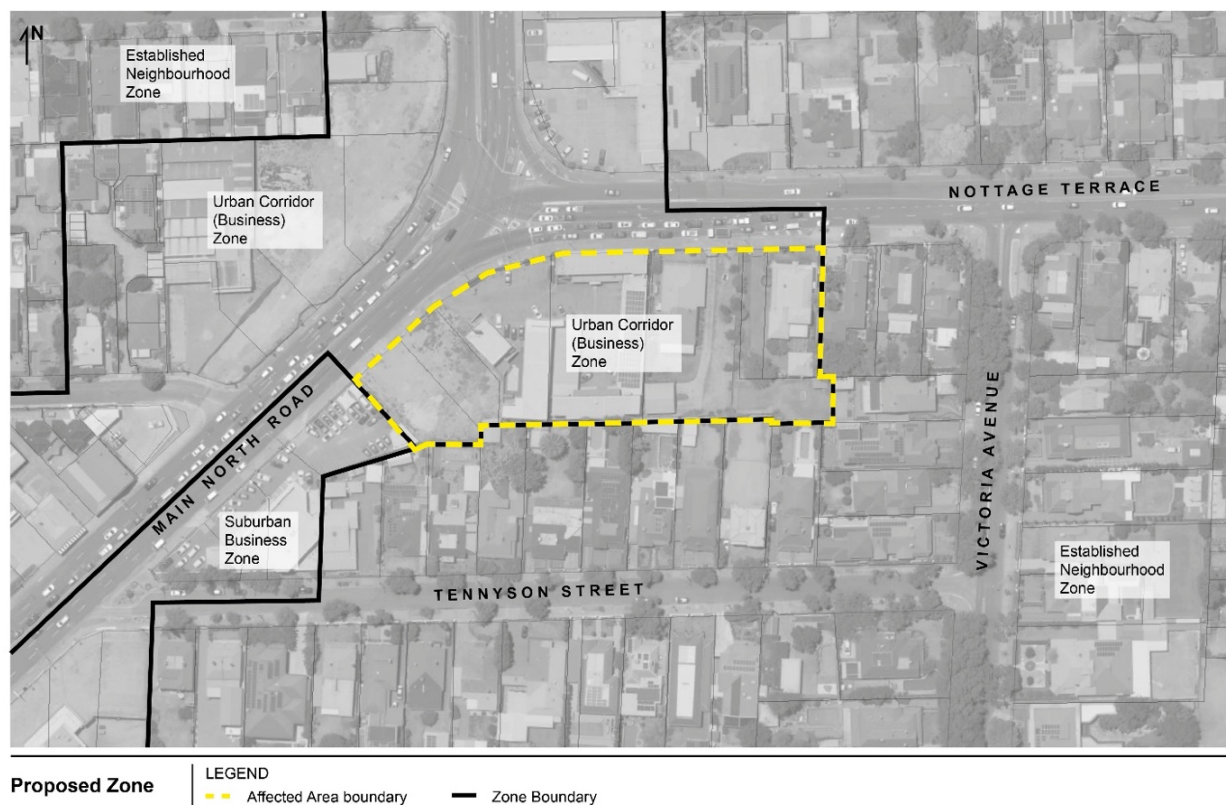 N
Established
Neighbourhood
Zone
Urban Corridor
(Business)
Zone
NOTTAGE TERRACE
Urban Corridor
(Business)
Zone
MAIN NORTH ROAD
VICTORIA AVENUE
Suburban
Business
Zone
Established
Neighbourhood
Zone
TENNYSON STREET
Proposed Zone
LEGEND
Affected Area boundary
Zone Boundary